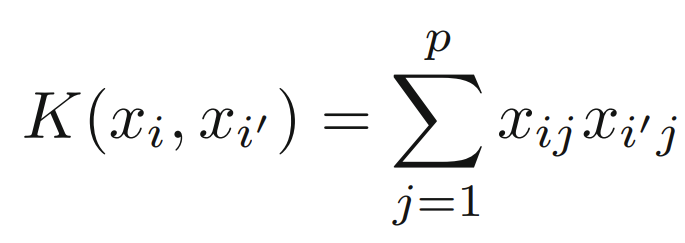 $K(x_i, x_{i'}) = \sum_{j=1}^{p} x_{ij} x_{i'j}$